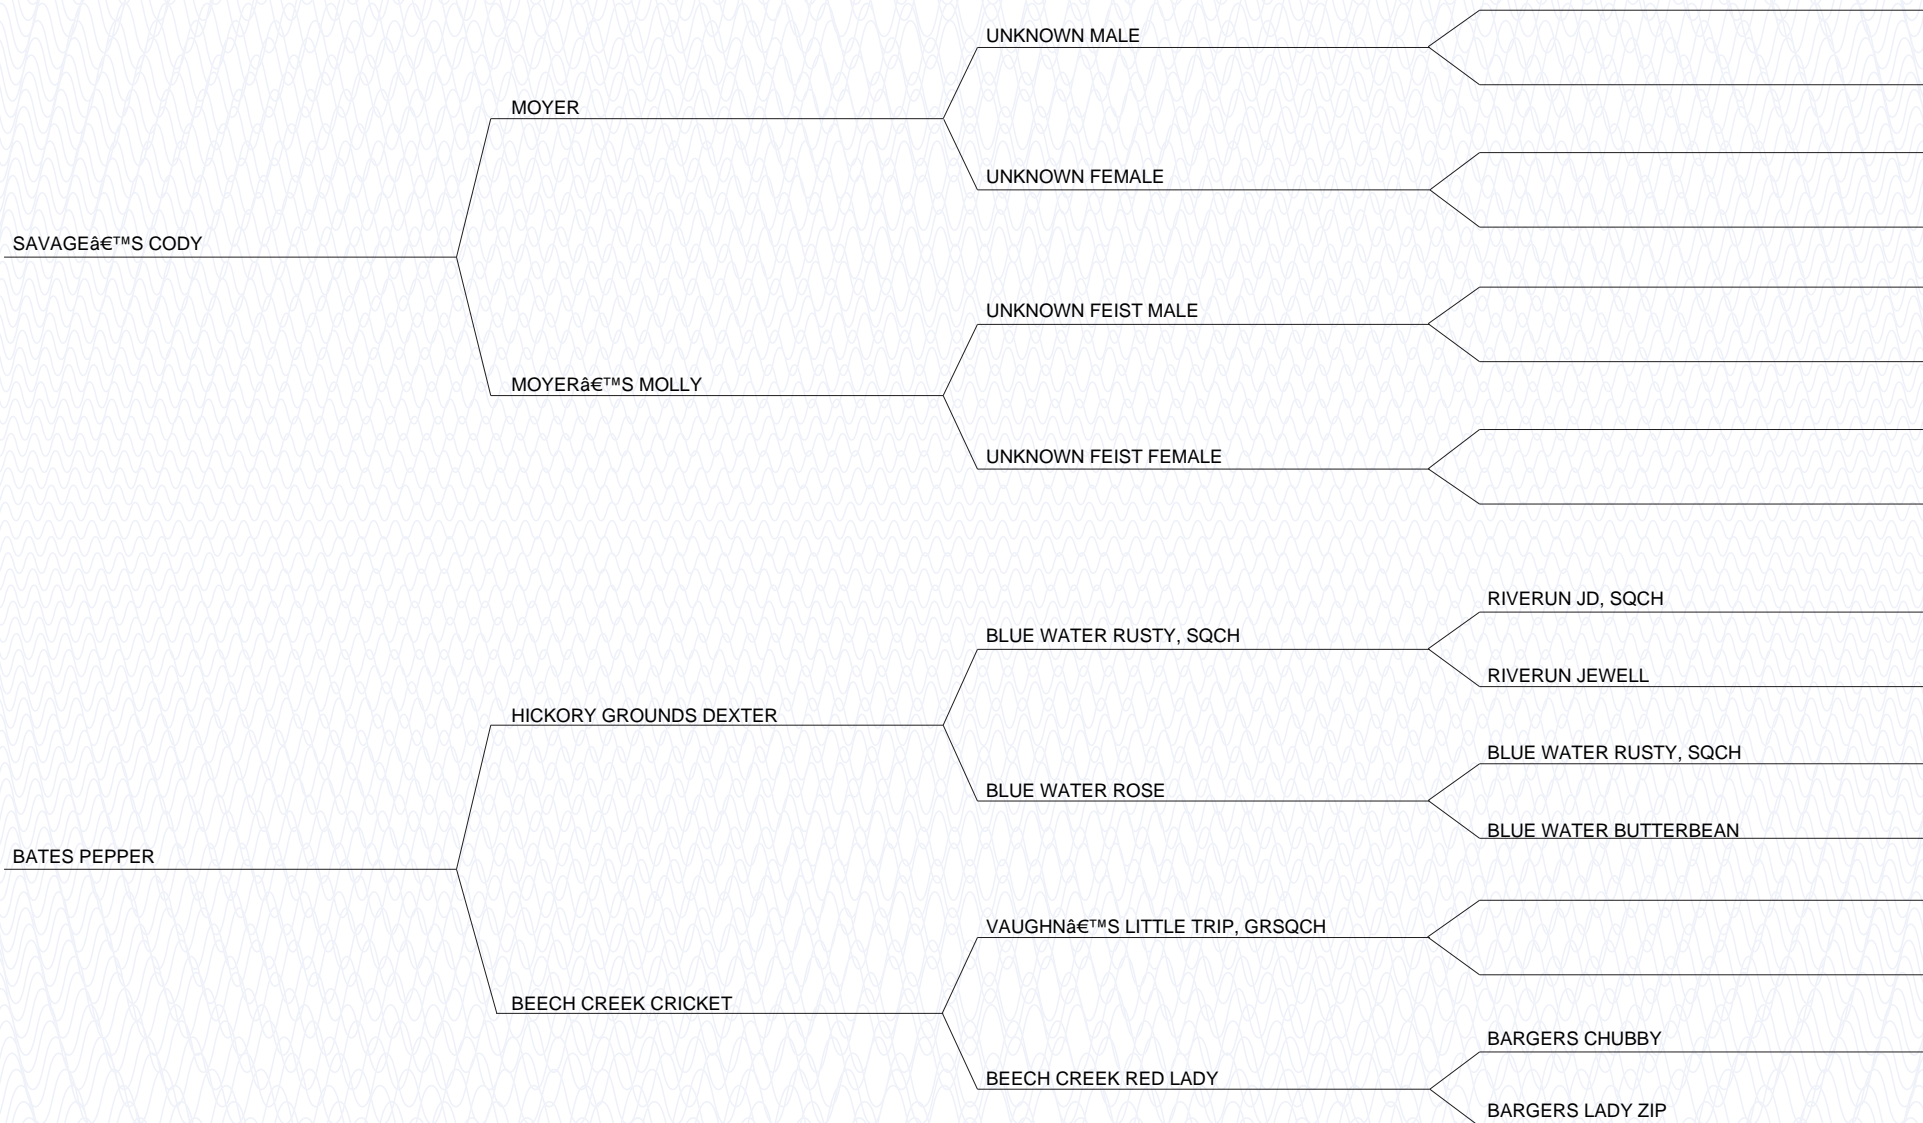 UNKNOWN MALE
MOYER
UNKNOWN FEMALE
SAVAGEâ€™S CODY
UNKNOWN FEIST MALE
MOYERâ€™S MOLLY
UNKNOWN FEIST FEMALE
RIVERUN JD, SQCH
BLUE WATER RUSTY, SQCH
RIVERUN JEWELL
HICKORY GROUNDS DEXTER
BLUE WATER RUSTY, SQCH
BLUE WATER ROSE
BLUE WATER BUTTERBEAN
BATES PEPPER
VAUGHNâ€™S LITTLE TRIP, GRSQCH
BEECH CREEK CRICKET
BARGERS CHUBBY
BEECH CREEK RED LADY
BARGERS LADY ZIP